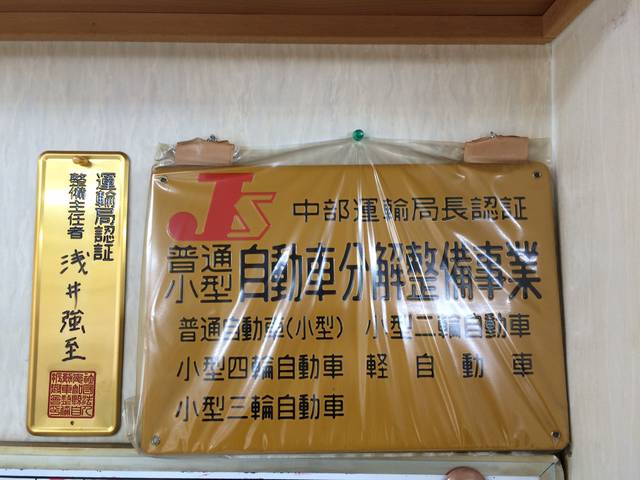 運輸局認証
整備主任者
浅井強至
JS
中部運輸局長認証
普通
小型
自動車分解整備事業
普通自動車(小型)
小型二輪自動車
小型四輪自動車
軽自動車
小型三輪自動車